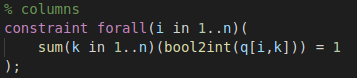 % columns
constraint forall(i in 1..n)(
    sum(k in 1..n)(bool2int(q[i,k])) = 1
);